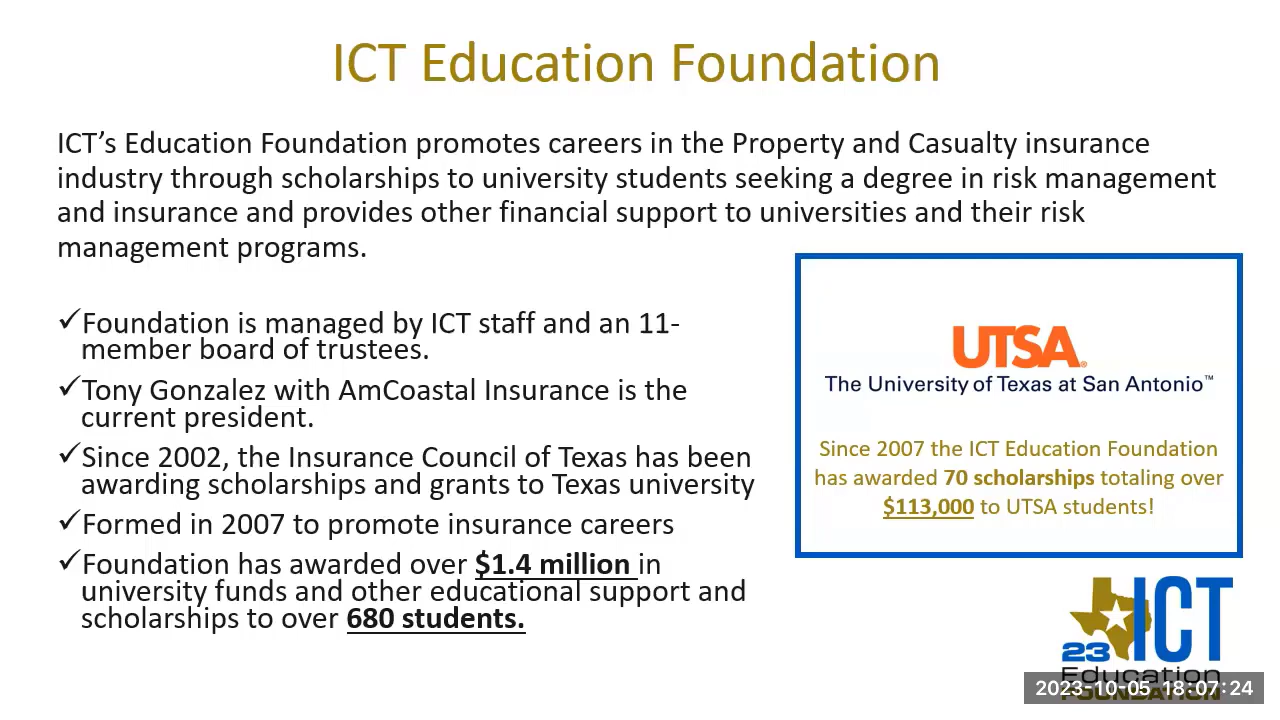 ICT Education Foundation
ICT’s Education Foundation promotes careers in the Property and Casualty insurance
industry through scholarships to university students seeking a degree in risk management
and insurance and provides other financial support to universities and their risk
management programs.
✓Foundation is managed by ICT staff and an 11-
member board of trustees.
✓Tony Gonzalez with AmCoastal Insurance is the
current president.
✓Since 2002, the Insurance Council of Texas has been
awarding scholarships and grants to Texas university
✓Formed in 2007 to promote insurance careers
✓Foundation has awarded over $1.4 million in
university funds and other educational support and
scholarships to over 680 students.
UTSA®
The University of Texas at San Antonio™
Since 2007 the ICT Education Foundation
has awarded 70 scholarships totaling over
$113,000 to UTSA students!
23 ICT
Education
FOUNDATION
2023-10-05 18:07:24